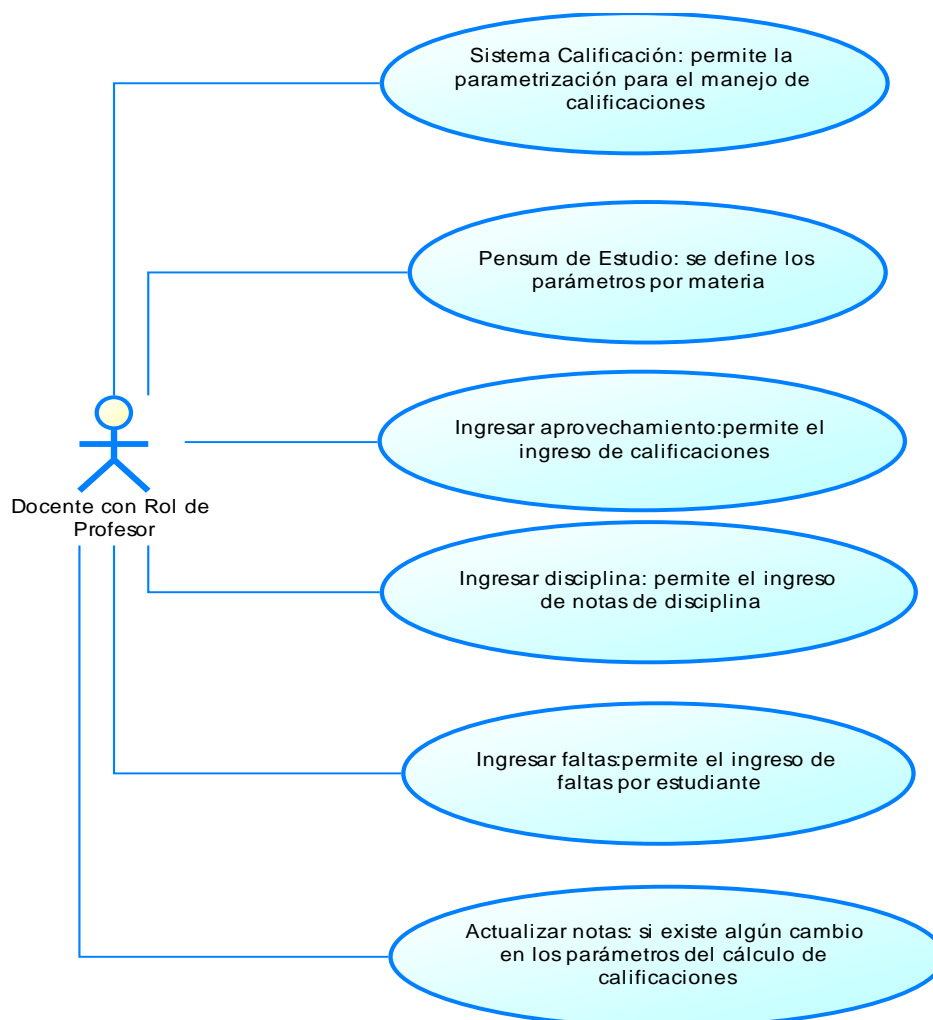 Sistema Calificación: permite la
parametrización para el manejo de
calificaciones
Pensum de Estudio: se define los
parámetros por materia
Ingresar aprovechamiento:permite el
ingreso de calificaciones
Docente con Rol de
Profesor
Ingresar disciplina: permite el ingreso
de notas de disciplina
Ingresar faltas:permite el ingreso de
faltas por estudiante
Actualizar notas: si existe algún cambio
en los parámetros del cálculo de
calificaciones